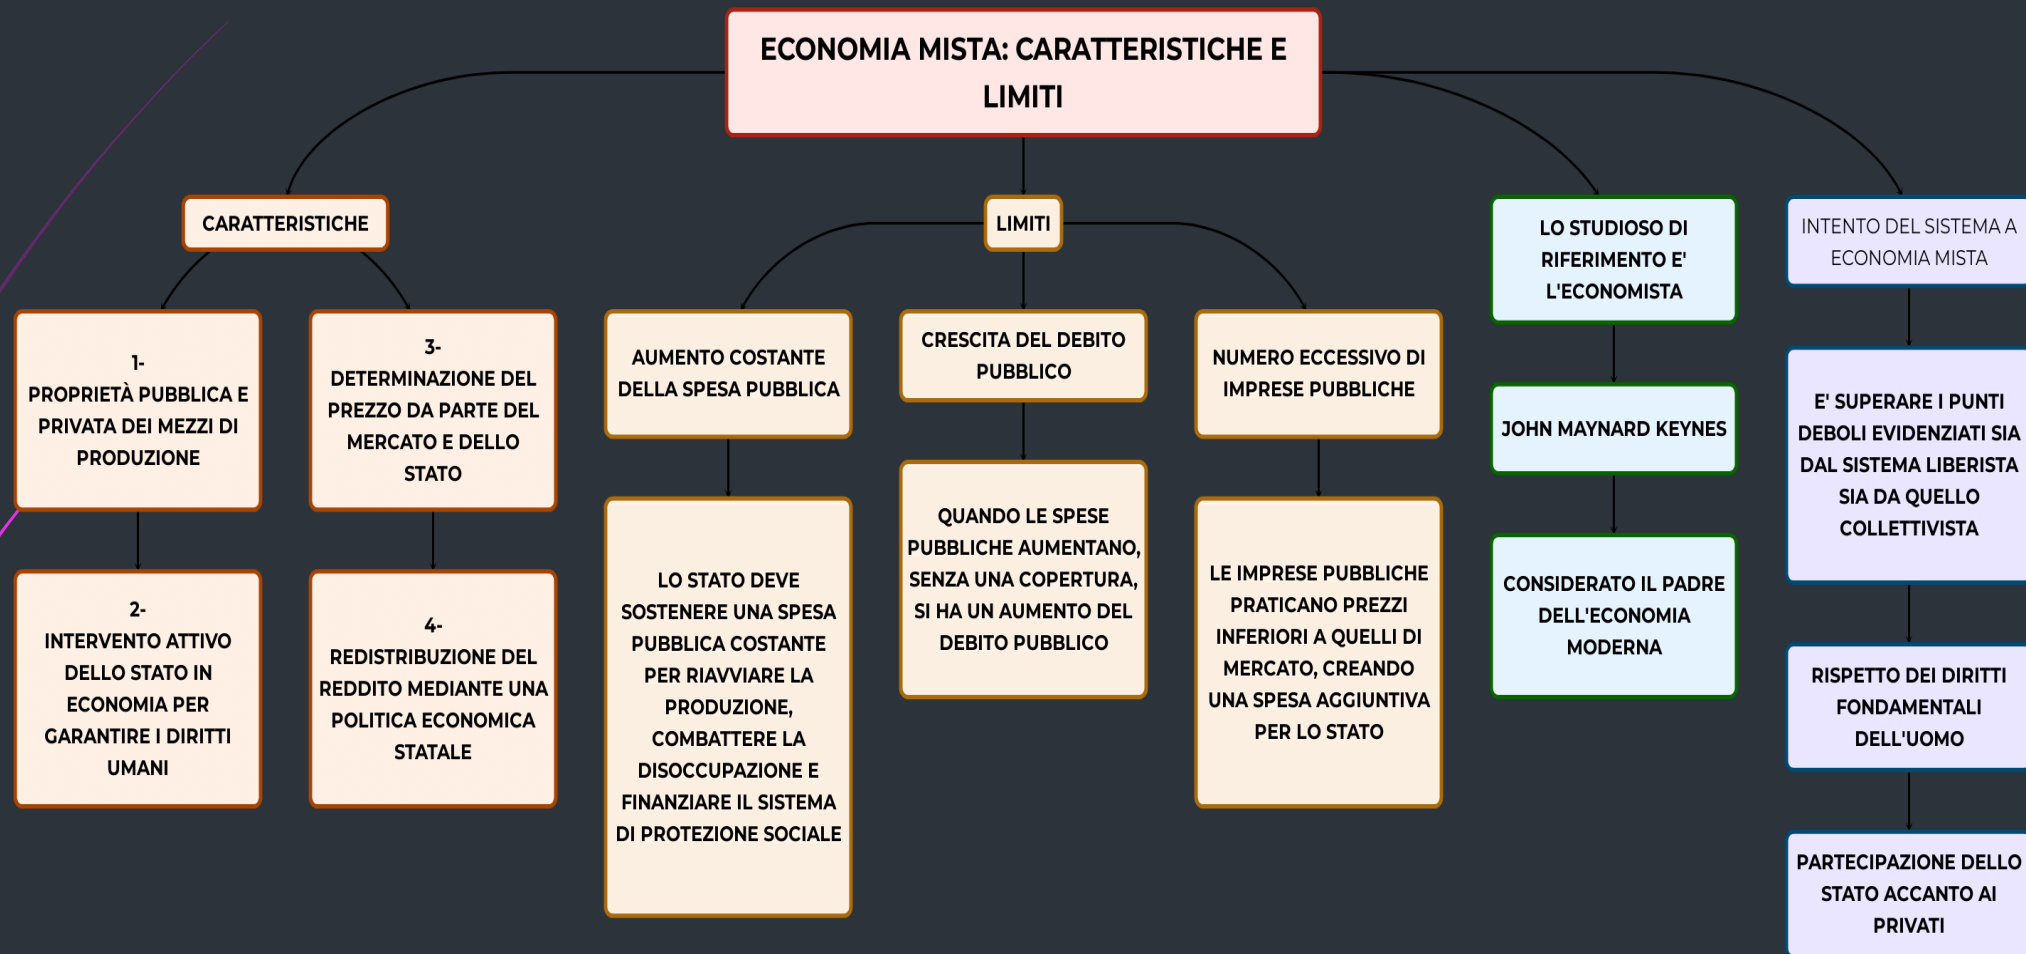 ECONOMIA MISTA: CARATTERISTICHE E
LIMITI
CARATTERISTICHE
1-
PROPRIETÀ PUBBLICA E
PRIVATA DEI MEZZI DI
PRODUZIONE
2-
INTERVENTO ATTIVO
DELLO STATO IN
ECONOMIA PER
GARANTIRE I DIRITTI
UMANI
3-
DETERMINAZIONE DEL
PREZZO DA PARTE DEL
MERCATO E DELLO
STATO
4-
REDISTRIBUZIONE DEL
REDDITO MEDIANTE UNA
POLITICA ECONOMICA
STATALE
LIMITI
AUMENTO COSTANTE
DELLA SPESA PUBBLICA
LO STATO DEVE
SOSTENERE UNA SPESA
PUBBLICA COSTANTE
PER RIAVVIARE LA
PRODUZIONE,
COMBATTERE LA
DISOCCUPAZIONE E
FINANZIARE IL SISTEMA
DI PROTEZIONE SOCIALE
CRESCITA DEL DEBITO
PUBBLICO
QUANDO LE SPESE
PUBBLICHE AUMENTANO,
SENZA UNA COPERTURA,
SI HA UN AUMENTO DEL
DEBITO PUBBLICO
NUMERO ECCESSIVO DI
IMPRESE PUBBLICHE
LE IMPRESE PUBBLICHE
PRATICANO PREZZI
INFERIORI A QUELLI DI
MERCATO, CREANDO
UNA SPESA AGGIUNTIVA
PER LO STATO
LO STUDIOSO DI
RIFERIMENTO E'
L'ECONOMISTA
JOHN MAYNARD KEYNES
CONSIDERATO IL PADRE
DELL'ECONOMIA
MODERNA
INTENTO DEL SISTEMA A
ECONOMIA MISTA
E' SUPERARE I PUNTI
DEBOLI EVIDENZIATI SIA
DAL SISTEMA LIBERISTA
SIA DA QUELLO
COLLETTIVISTA
RISPETTO DEI DIRITTI
FONDAMENTALI
DELL'UOMO
PARTECIPAZIONE DELLO
STATO ACCANTO AI
PRIVATI